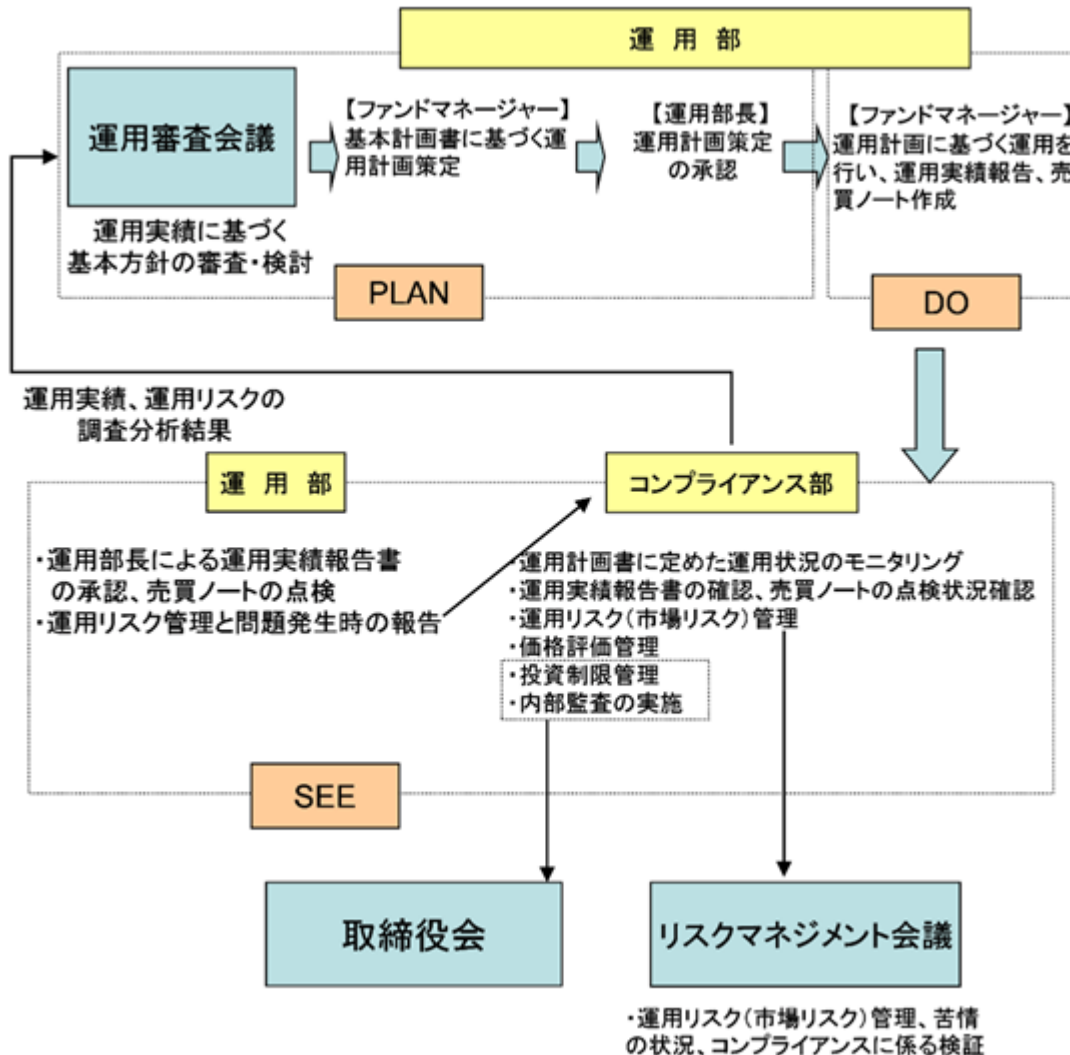 運用部
運用審査会議
運用実績に基づく
基本方針の審査・検討
【ファンドマネージャー】
基本計画書に基づく運
用計画策定
【運用部長】
運用計画策定
の承認
【ファンドマネージャー】
運用計画に基づく運用を
行い、運用実績報告、売
買ノート作成
PLAN
DO
運用実績、運用リスクの
調査分析結果
運用部
コンプライアンス部
・運用部長による運用実績報告書
の承認、売買ノートの点検
・運用リスク管理と問題発生時の報告
・運用計画書に定めた運用状況のモニタリング
・運用実績報告書の確認、売買ノートの点検状況確認
・運用リスク(市場リスク)管理
・価格評価管理
・投資制限管理
・内部監査の実施
SEE
取締役会
リスクマネジメント会議
・運用リスク(市場リスク)管理、苦情
の状況、コンプライアンスに係る検証